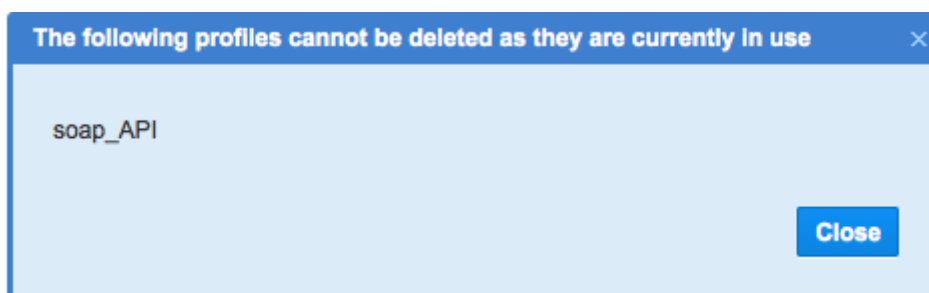 The following profiles cannot be deleted as they are currently in use
soap_API
Close